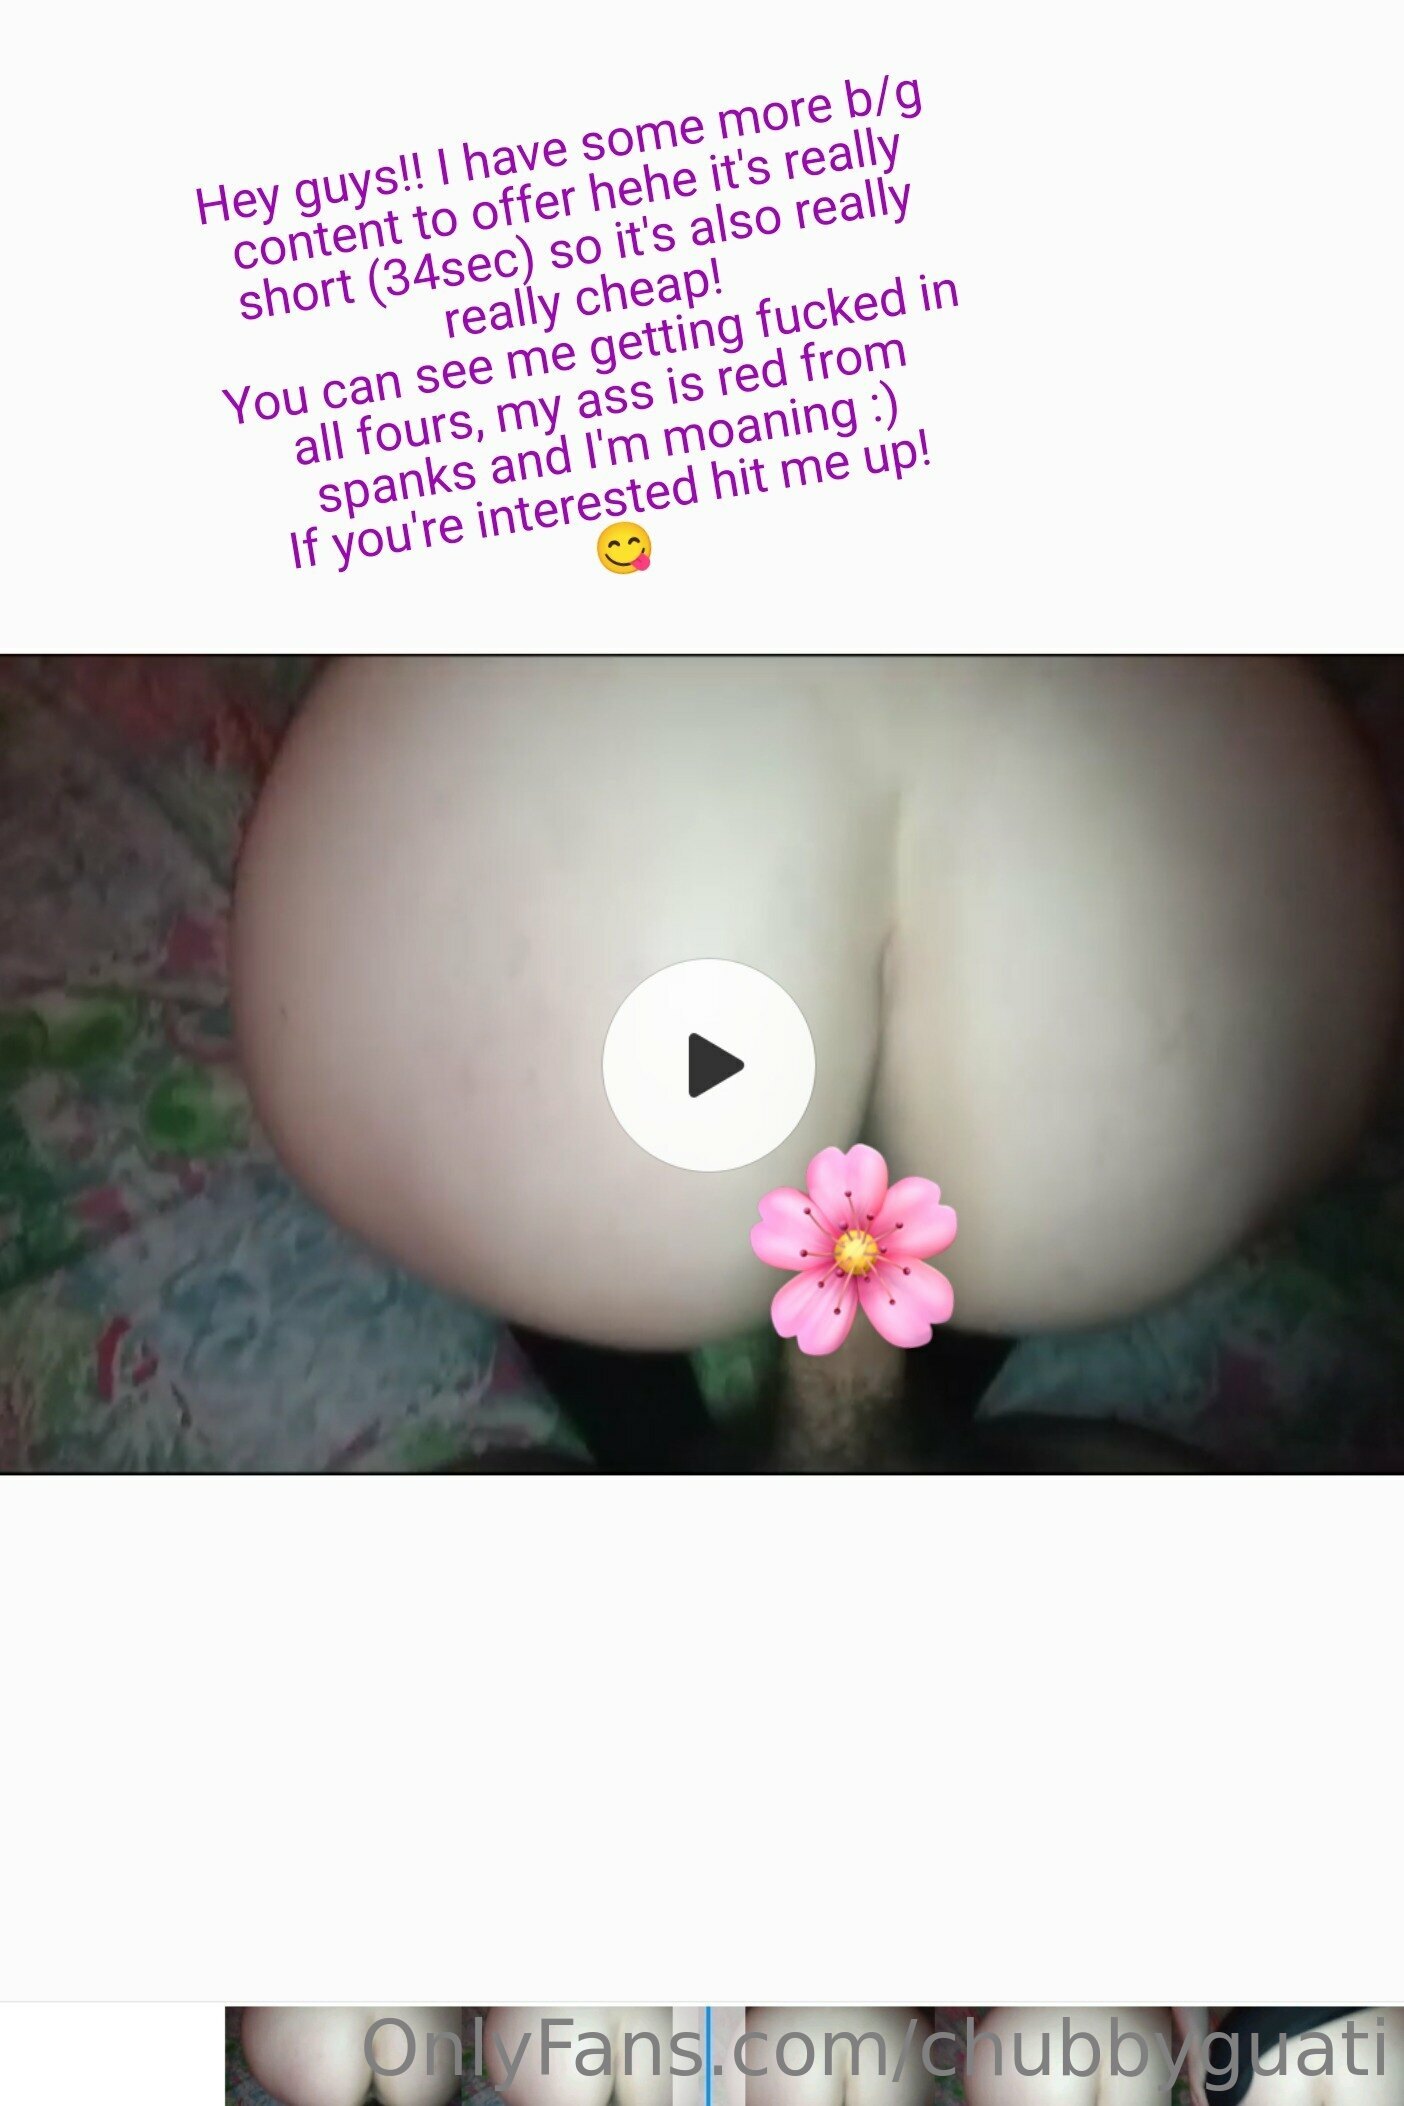 Hey guys!! I have some more b/g
content to offer hehe it's really
short (34sec) so it's also really
really cheap!
You can see me getting fucked in
all fours, my ass is red from
spanks and I'm moaning :)
If you're interested hit me up!
😋
OnlyFans.com/chubbyguati